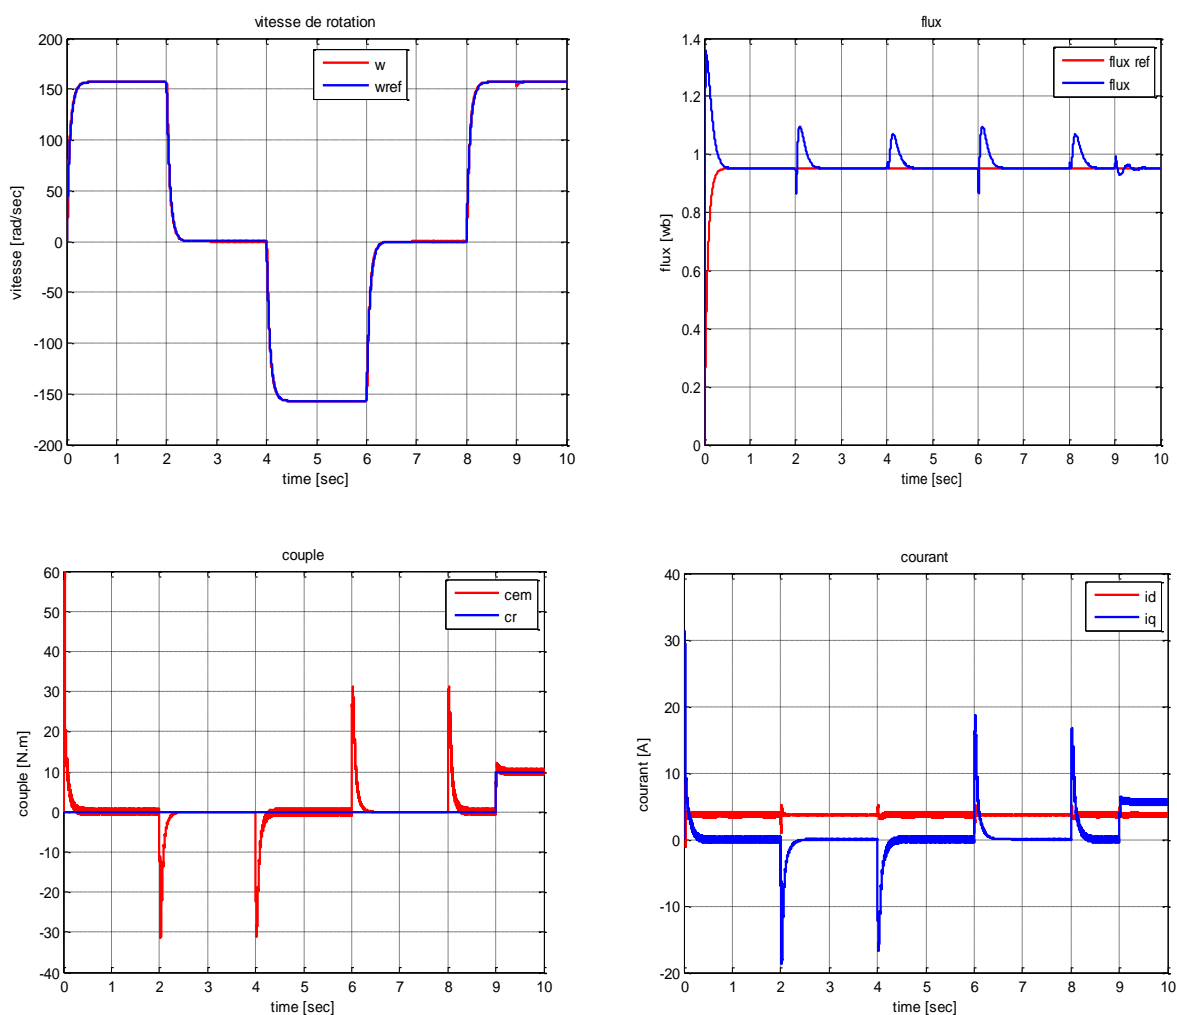 vitesse de rotation
200
150
100
50
0
-50
-100
-150
-200
vitesse [rad/sec]
w
wref
0 1 2 3 4 5 6 7 8 9 10
time [sec]
flux
1.4
1.2
1
0.8
0.6
0.4
0.2
0
flux [wb]
flux ref
flux
0 1 2 3 4 5 6 7 8 9 10
time [sec]
couple
60
50
40
30
20
10
0
-10
-20
-30
-40
couple [N.m]
cem
cr
0 1 2 3 4 5 6 7 8 9 10
time [sec]
courant
40
30
20
10
0
-10
-20
courant [A]
id
iq
0 1 2 3 4 5 6 7 8 9 10
time [sec]